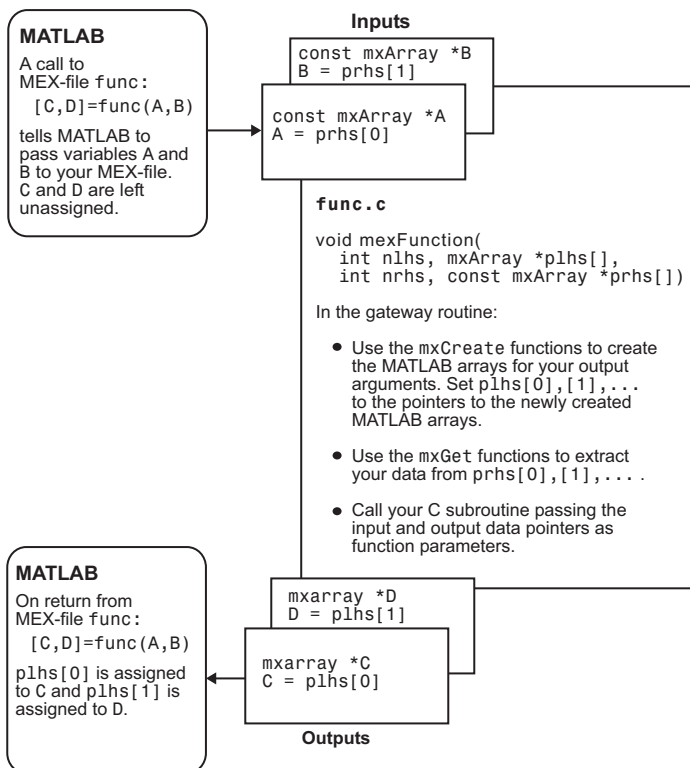 Inputs
MATLAB
A call to
MEX-file func:
[C,D]=func(A,B)
tells MATLAB to
pass variables A and
B to your MEX-file.
C and D are left
unassigned.
const mxArray *B
B = prhs[1]
const mxArray *A
A = prhs[0]
func.c
void mexFunction(
int nlhs, mxArray *plhs[],
int nrhs, const mxArray *prhs[])
In the gateway routine:
● Use the mxCreate functions to create
the MATLAB arrays for your output
arguments. Set plhs[0],[1],...
to the pointers to the newly created
MATLAB arrays.
● Use the mxGet functions to extract
your data from prhs[0],[1],... .
● Call your C subroutine passing the
input and output data pointers as
function parameters.
MATLAB
On return from
MEX-file func:
[C,D]=func(A,B)
plhs[0] is assigned
to C and plhs[1] is
assigned to D.
mxarray *D
D = plhs[1]
mxarray *C
C = plhs[0]
Outputs